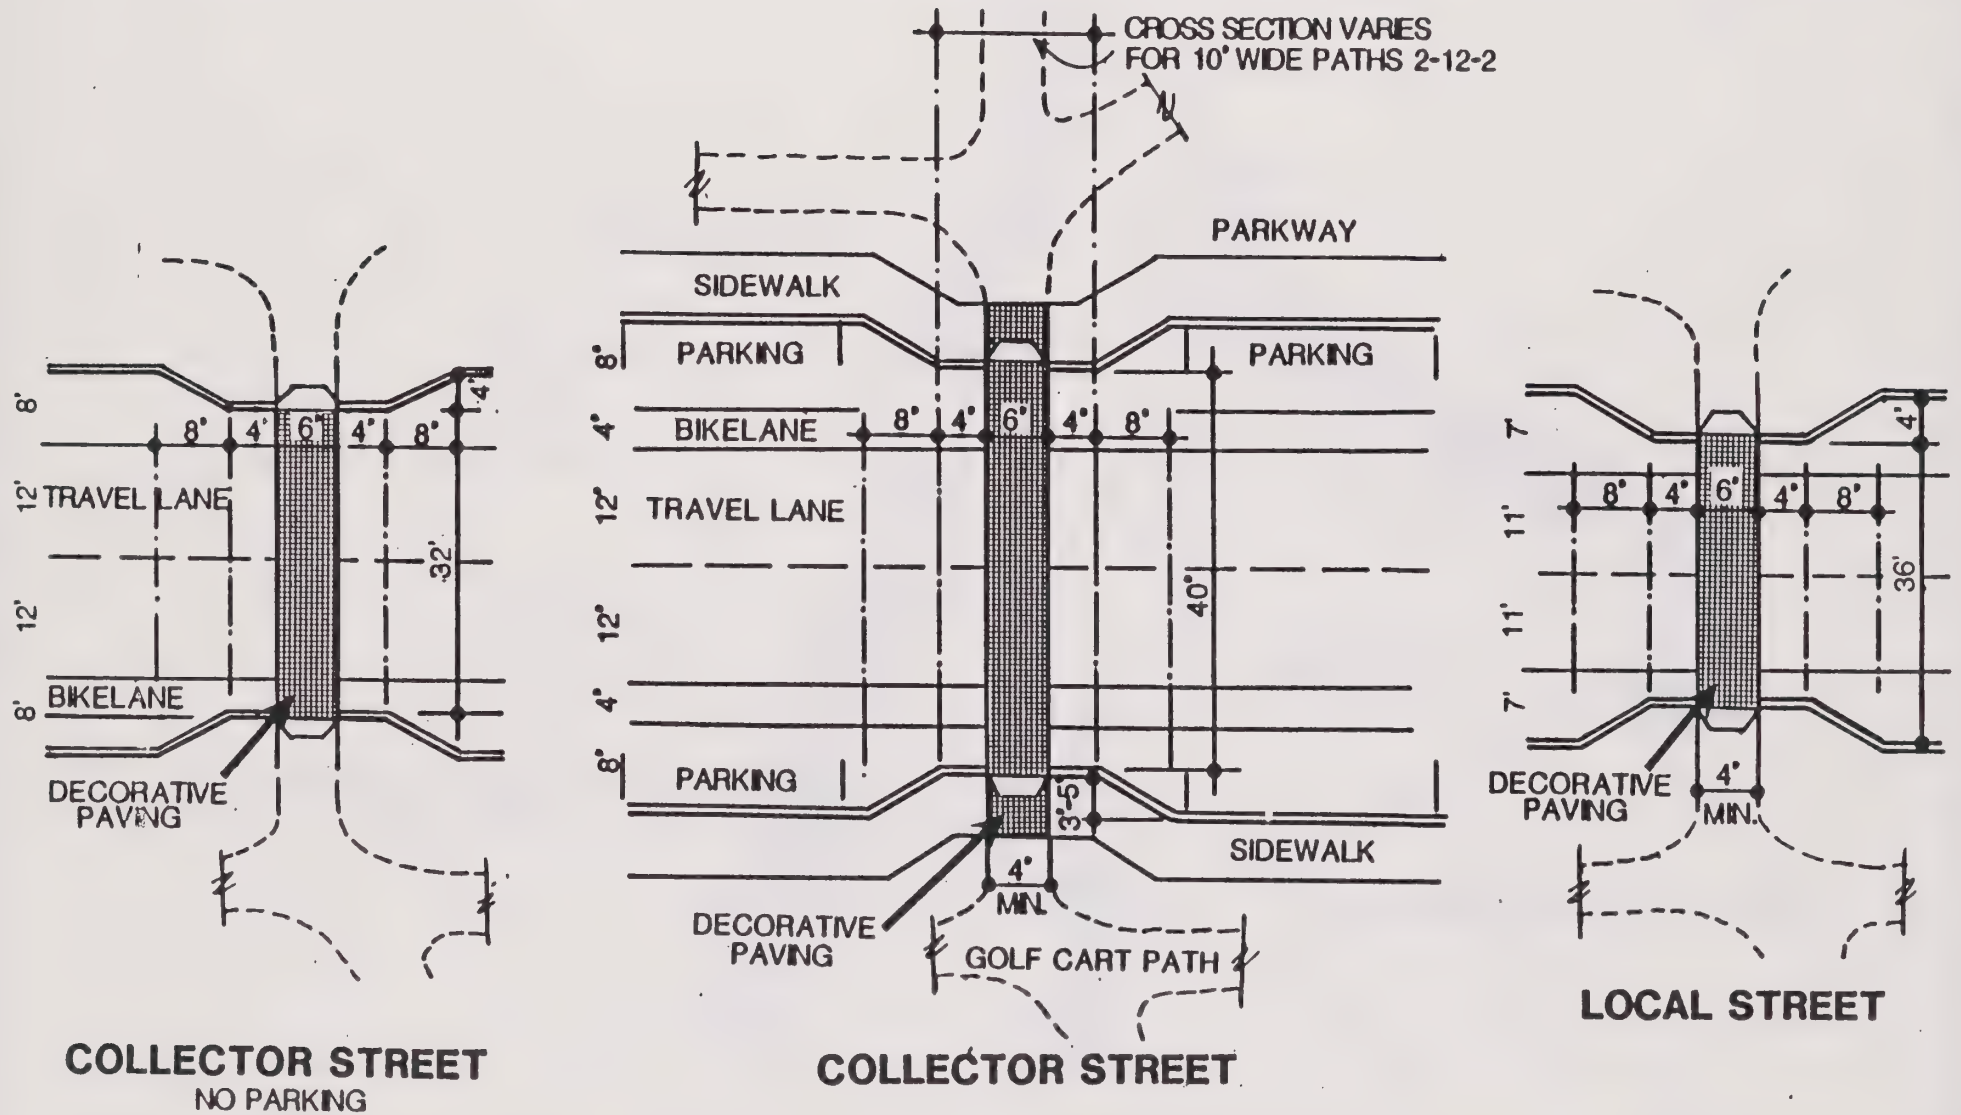 CROSS SECTION VARIES
FOR 10' WIDE PATHS 2-12-2
8'
12'
12'
8'
TRAVEL LANE
BIKELANE
8'
4'
6'
4'
8'
4'
32'
DECORATIVE
PAVING
COLLECTOR STREET
NO PARKING
PARKWAY
SIDEWALK
PARKING
PARKING
BIKELANE
TRAVEL LANE
8'
4'
12'
12'
4'
8'
8'
4'
6'
4'
8'
40'
PARKING
3'-5'
SIDEWALK
4'
MIN.
DECORATIVE
PAVING
GOLF CART PATH
COLLECTOR STREET
7'
11'
11'
7'
8'
4'
6'
4'
8'
4'
36'
DECORATIVE
PAVING
4'
MIN.
LOCAL STREET